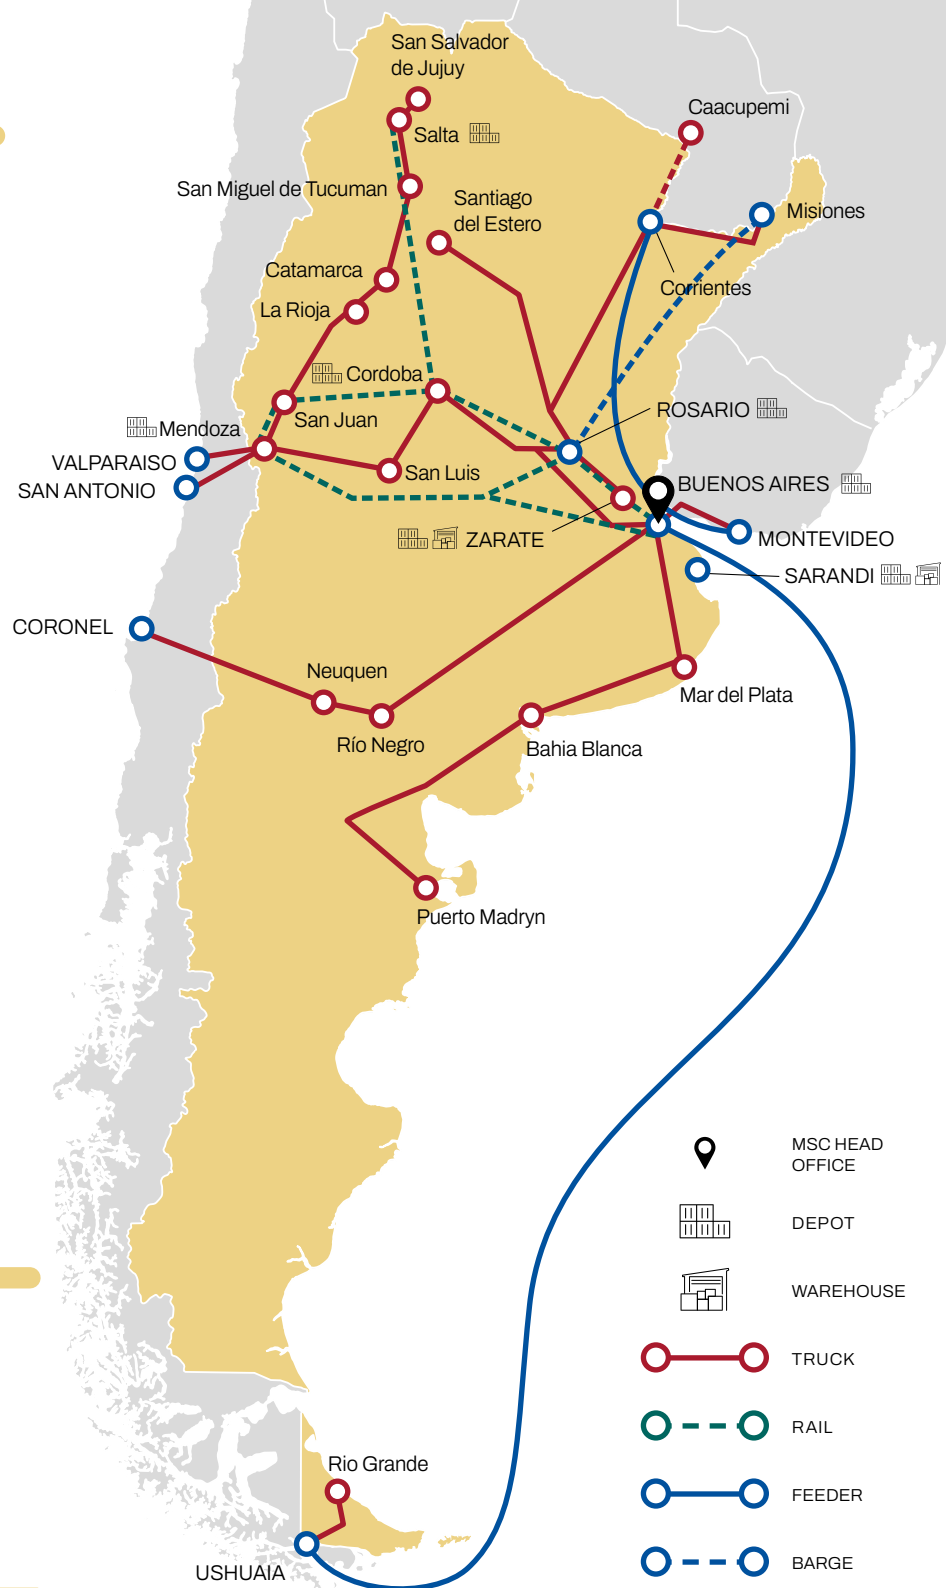 San Salvador
de Jujuy
Caacupemi
Salta
San Miguel de Tucuman
Santiago
del Estero
Misiones
Catamarca
Corrientes
La Rioja
Cordoba
San Juan
ROSARIO
Mendoza
VALPARAISO
San Luis
SAN ANTONIO
BUENOS AIRES
ZARATE
MONTEVIDEO
SARANDI
CORONEL
Neuquen
Mar del Plata
Río Negro
Bahia Blanca
Puerto Madryn
MSC HEAD
OFFICE
DEPOT
WAREHOUSE
TRUCK
RAIL
Rio Grande
FEEDER
BARGE
USHUAIA